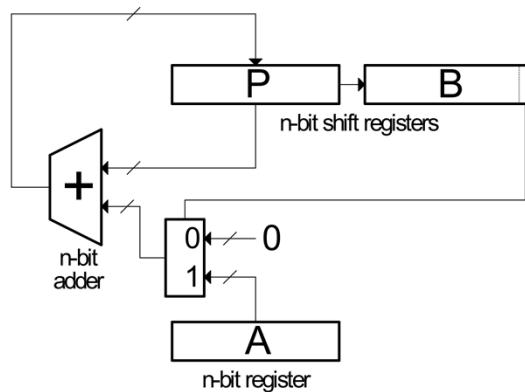 P
B
n-bit shift registers
+
n-bit
adder
0
0
1
A
n-bit register